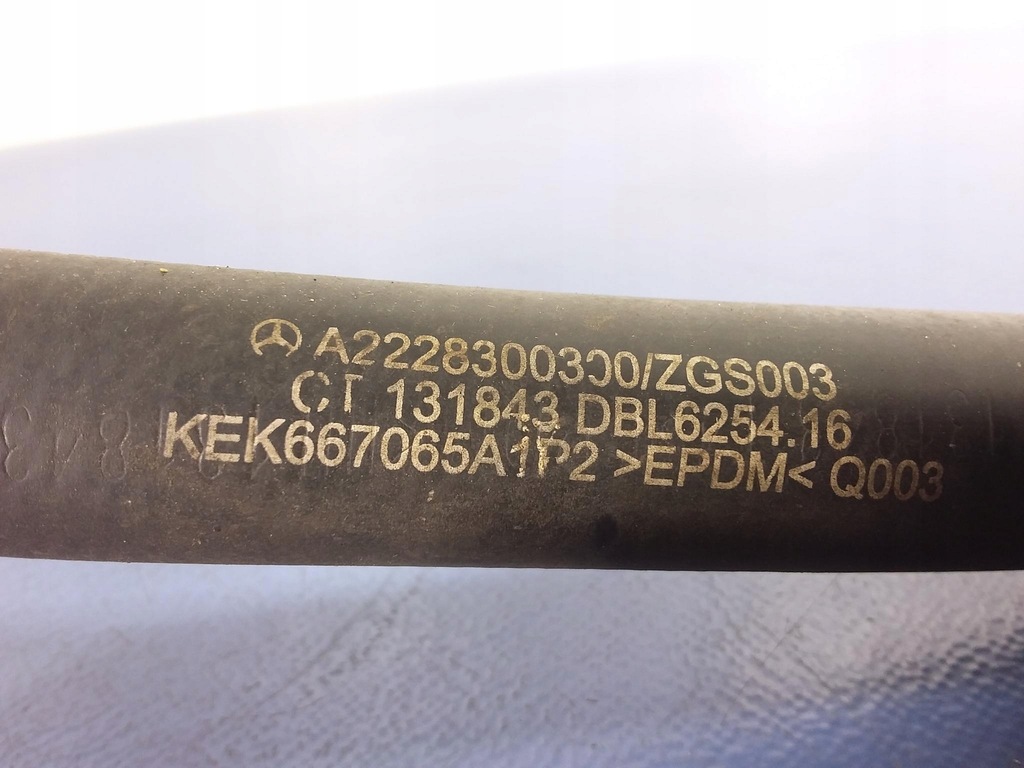 A2228300300/ZGS003
CT 131843 DBL6254.16
KEK667065A1P2 >EPDM< Q003